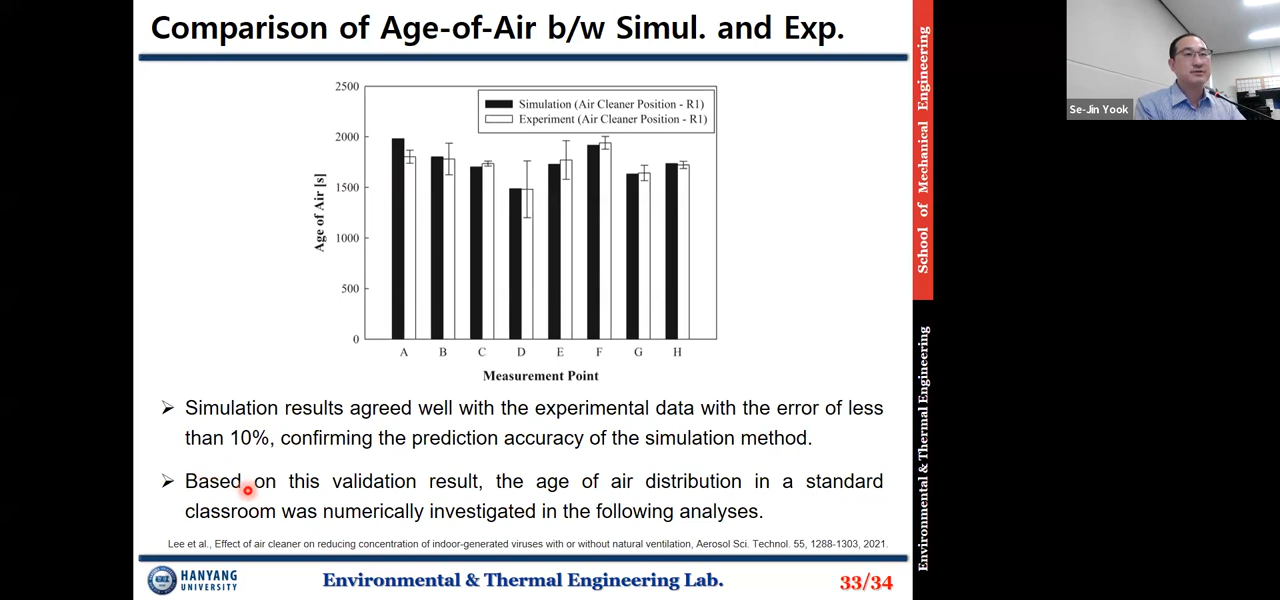 Comparison of Age-of-Air b/w Simul. and Exp.
2500
2000
1500
1000
500
0
Age of Air [s]
Simulation (Air Cleaner Position - R1)
Experiment (Air Cleaner Position - R1)
A B C D E F G H
Measurement Point
➢ Simulation results agreed well with the experimental data with the error of less
than 10%, confirming the prediction accuracy of the simulation method.
➢ Based on this validation result, the age of air distribution in a standard
classroom was numerically investigated in the following analyses.
Lee et al., Effect of air cleaner on reducing concentration of indoor-generated viruses with or without natural ventilation, Aerosol Sci. Technol. 55, 1288-1303, 2021.
HANYANG
UNIVERSITY
Environmental & Thermal Engineering Lab.
33/34
School of Mechanical Engineering
Environmental & Thermal Engineering
Se-Jin Yook